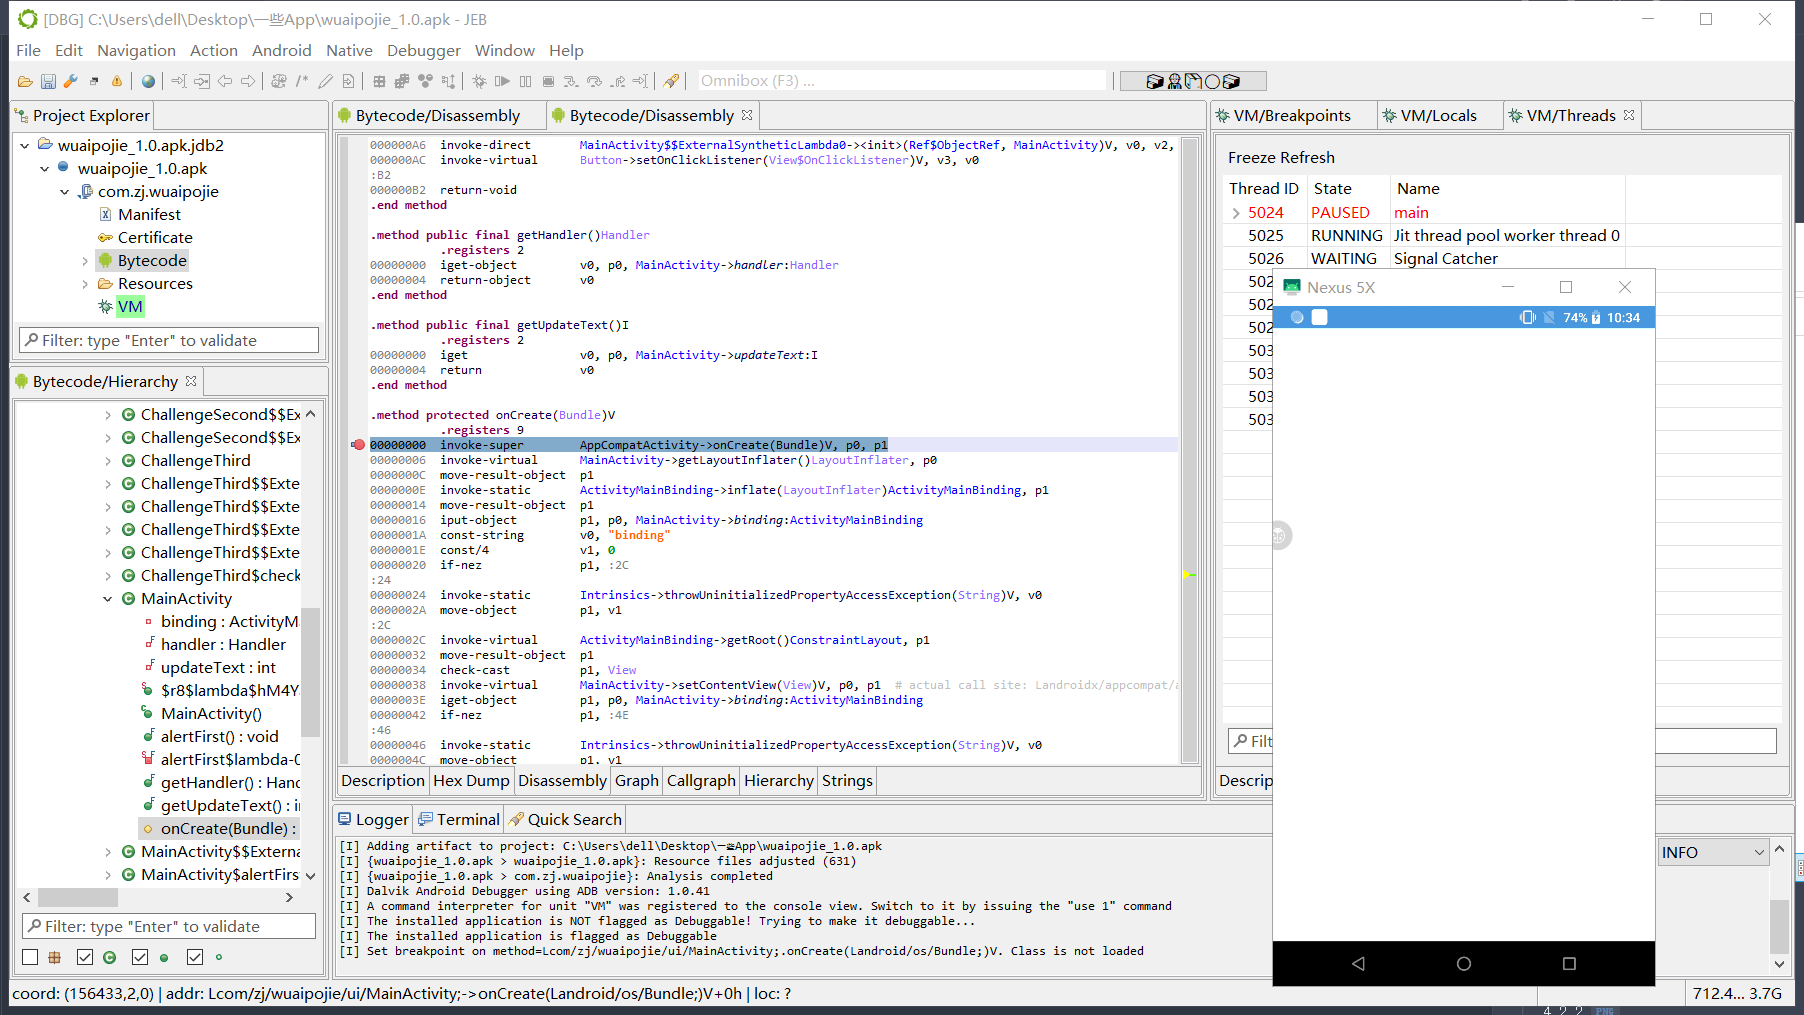 [DBG] C:\Users\dell\Desktop\一些App\wuaipojie_1.0.apk - JEB
File Edit Navigation Action Android Native Debugger Window Help
Omnibox (F3) ...
Project Explorer
wuaipojie_1.0.apk.jdb2
wuaipojie_1.0.apk
com.zj.wuaipojie
Manifest
Certificate
Bytecode
Resources
VM
Filter: type "Enter" to validate
Bytecode/Hierarchy
ChallengeSecond$$Ex
ChallengeSecond$$Ex
ChallengeThird
ChallengeThird$$Exte
ChallengeThird$$Exte
ChallengeThird$$Exte
ChallengeThird$$Exte
ChallengeThird$check
MainActivity
binding : ActivityM
handler : Handler
updateText : int
$r8$lambda$hM4Y
MainActivity()
alertFirst() : void
alertFirst$lambda-0
getHandler() : Hand
getUpdateText() : i
onCreate(Bundle) :
MainActivity$$Externa
MainActivity$alertFirs
Filter: type "Enter" to validate
Bytecode/Disassembly Bytecode/Disassembly
000000A6 invoke-direct MainActivity$$ExternalSyntheticLambda0-><init>(Ref$ObjectRef, MainActivity)V, v0, v2,
000000AC invoke-virtual Button->setOnClickListener(View$OnClickListener)V, v3, v0
:B2
000000B2 return-void
.end method
.method public final getHandler()Handler
.registers 2
00000000 iget-object v0, p0, MainActivity->handler:Handler
00000004 return-object v0
.end method
.method public final getUpdateText()I
.registers 2
00000000 iget v0, p0, MainActivity->updateText:I
00000004 return v0
.end method
.method protected onCreate(Bundle)V
.registers 9
00000000 invoke-super AppCompatActivity->onCreate(Bundle)V, p0, p1
00000006 invoke-virtual MainActivity->getLayoutInflater()LayoutInflater, p0
0000000C move-result-object p1
0000000E invoke-static ActivityMainBinding->inflate(LayoutInflater)ActivityMainBinding, p1
00000014 move-result-object p1
00000016 iput-object p1, p0, MainActivity->binding:ActivityMainBinding
0000001A const-string v0, "binding"
0000001E const/4 v1, 0
00000020 if-nez p1, :2C
:24
00000024 invoke-static Intrinsics->throwUninitializedPropertyAccessException(String)V, v0
0000002A move-object p1, v1
:2C
0000002C invoke-virtual ActivityMainBinding->getRoot()ConstraintLayout, p1
00000032 move-result-object p1
00000034 check-cast p1, View
00000038 invoke-virtual MainActivity->setContentView(View)V, p0, p1 # actual call site: Landroidx/appcompat/a
0000003E iget-object p1, p0, MainActivity->binding:ActivityMainBinding
00000042 if-nez p1, :4E
:46
00000046 invoke-static Intrinsics->throwUninitializedPropertyAccessException(String)V, v0
0000004C move-object p1, v1
Description Hex Dump Disassembly Graph Callgraph Hierarchy Strings
Logger Terminal Quick Search
[I] Adding artifact to project: C:\Users\dell\Desktop\一些App\wuaipojie_1.0.apk
[I] {wuaipojie_1.0.apk > wuaipojie_1.0.apk}: Resource files adjusted (631)
[I] {wuaipojie_1.0.apk > com.zj.wuaipojie}: Analysis completed
[I] Dalvik Android Debugger using ADB version: 1.0.41
[I] A command interpreter for unit "VM" was registered to the console view. Switch to it by issuing the "use 1" command
[I] The installed application is NOT flagged as Debuggable! Trying to make it debuggable...
[I] The installed application is flagged as Debuggable
[I] Set breakpoint on method=Lcom/zj/wuaipojie/ui/MainActivity;.onCreate(Landroid/os/Bundle;)V. Class is not loaded
VM/Breakpoints VM/Locals VM/Threads
Freeze Refresh
Thread ID State Name
5024 PAUSED main
5025 RUNNING Jit thread pool worker thread 0
5026 WAITING Signal Catcher
502
502
502
503
503
503
503
Filt
Descrip
Nexus 5X
74% 10:34
INFO
coord: (156433,2,0) | addr: Lcom/zj/wuaipojie/ui/MainActivity;->onCreate(Landroid/os/Bundle;)V+0h | loc: ?
712.4... 3.7G
4.2.2 PNG